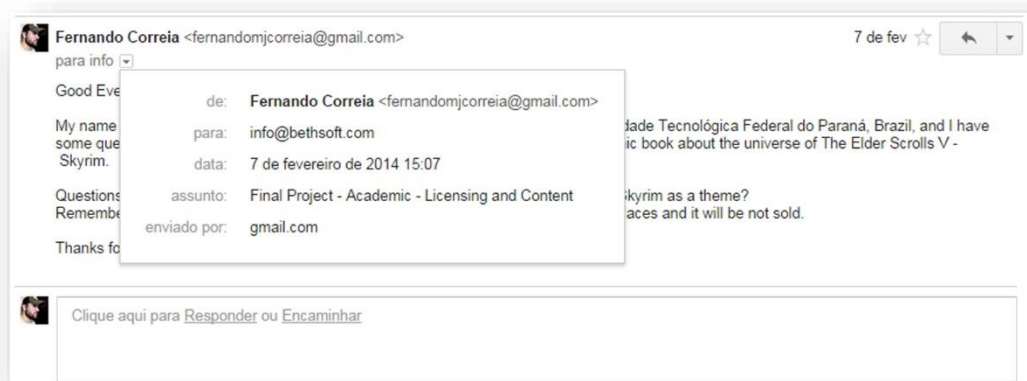 Fernando Correia <fernandomjcorreia@gmail.com> 7 de fev
para info
Good Eve
de: Fernando Correia <fernandomjcorreia@gmail.com>
My name dade Tecnológica Federal do Paraná, Brazil, and I have
para: info@bethsoft.com
some que ic book about the universe of The Elder Scrolls V -
Skyrim.
data: 7 de fevereiro de 2014 15:07
Questions kyrim as a theme?
assunto: Final Project - Academic - Licensing and Content
Remembe aces and it will be not sold.
enviado por: gmail.com
Thanks fo
Clique aqui para Responder ou Encaminhar